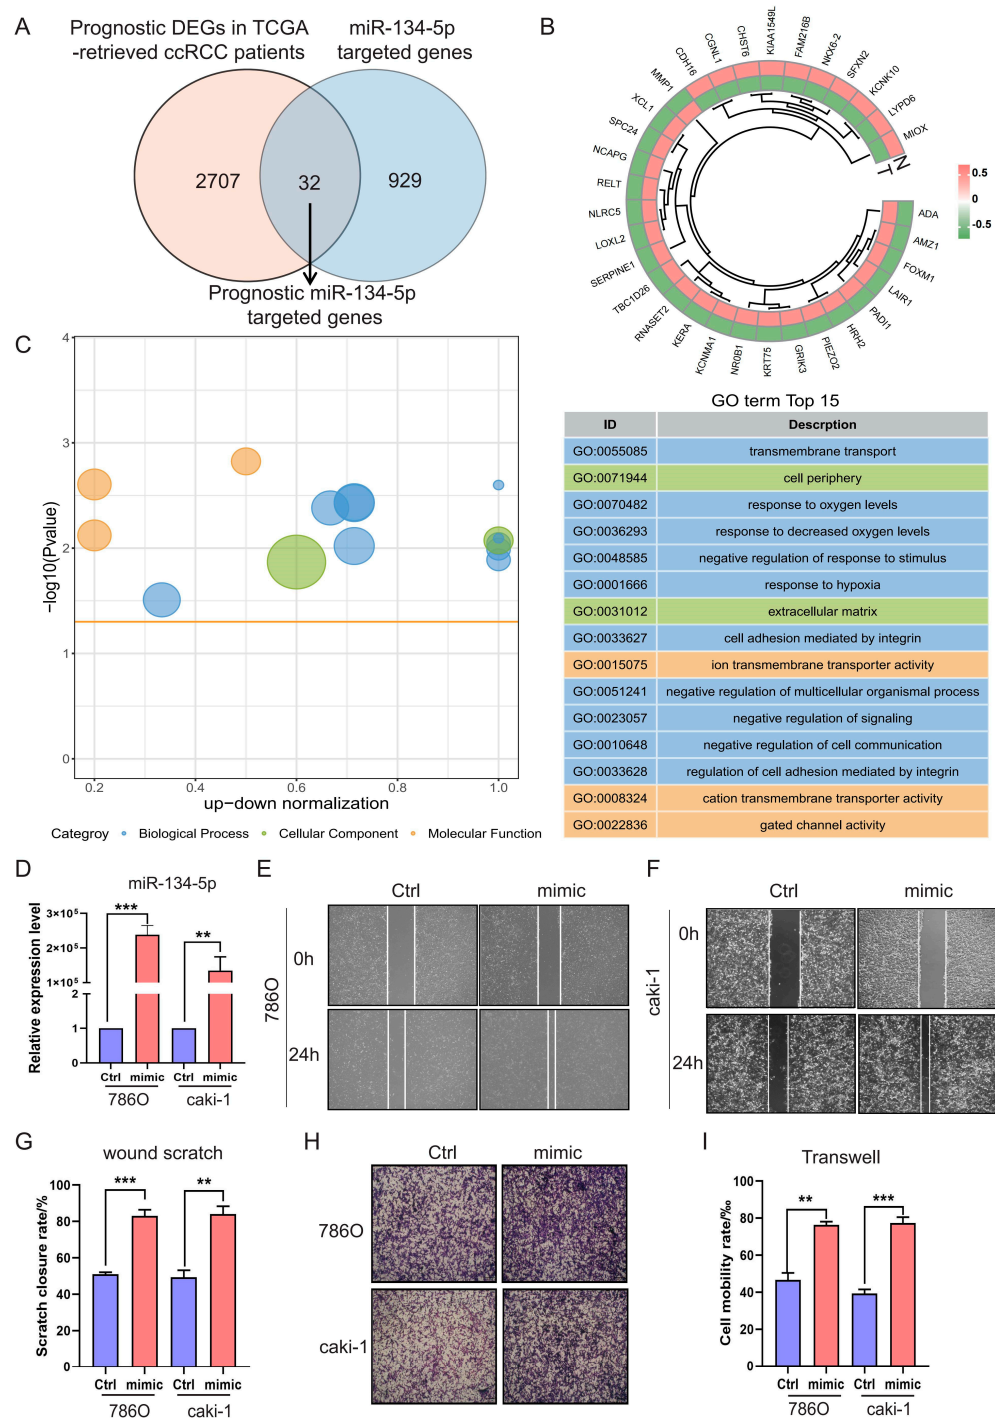 A
Prognostic DEGs in TCGA
-retrieved ccRCC patients
miR-134-5p
targeted genes
2707
32
929
Prognostic miR-134-5p
targeted genes
B
MMP1
CDH16
CGNL1
CHST6
KIAA1549L
FAM216B
NKX6-2
SFXN2
KCNK10
LYPD6
MIOX
XCL1
SPC24
NCAPG
RELT
NLRC5
LOXL2
SERPINE1
TBC1D26
RNASET2
KERA
KCNMA1
NR0B1
KRT75
GRIK3
PIEZO2
HRH2
PADI1
LAIR1
FOXM1
AMZ1
ADA
N
T
0.5
0
-0.5
C
4
3
2
1
0
−log10(Pvalue)
0.2
0.4
0.6
0.8
1.0
up−down normalization
Categroy
Biological Process
Cellular Component
Molecular Function
GO term Top 15
ID Descrption
GO:0055085 transmembrane transport
GO:0071944 cell periphery
GO:0070482 response to oxygen levels
GO:0036293 response to decreased oxygen levels
GO:0048585 negative regulation of response to stimulus
GO:0001666 response to hypoxia
GO:0031012 extracellular matrix
GO:0033627 cell adhesion mediated by integrin
GO:0015075 ion transmembrane transporter activity
GO:0051241 negative regulation of multicellular organismal process
GO:0023057 negative regulation of signaling
GO:0010648 negative regulation of cell communication
GO:0033628 regulation of cell adhesion mediated by integrin
GO:0008324 cation transmembrane transporter activity
GO:0022836 gated channel activity
D
miR-134-5p
Relative expression level
3×10⁵
2×10⁵
1×10⁵
2
1
0
***
**
Ctrl mimic Ctrl mimic
786O caki-1
E
Ctrl mimic
786O
0h
24h
F
Ctrl mimic
caki-1
0h
24h
G
wound scratch
Scratch closure rate/%
100
80
60
40
20
0
***
**
Ctrl mimic Ctrl mimic
786O caki-1
H
Ctrl mimic
786O
caki-1
I
Transwell
Cell mobility rate/‰
100
80
60
40
20
0
**
***
Ctrl mimic Ctrl mimic
786O caki-1